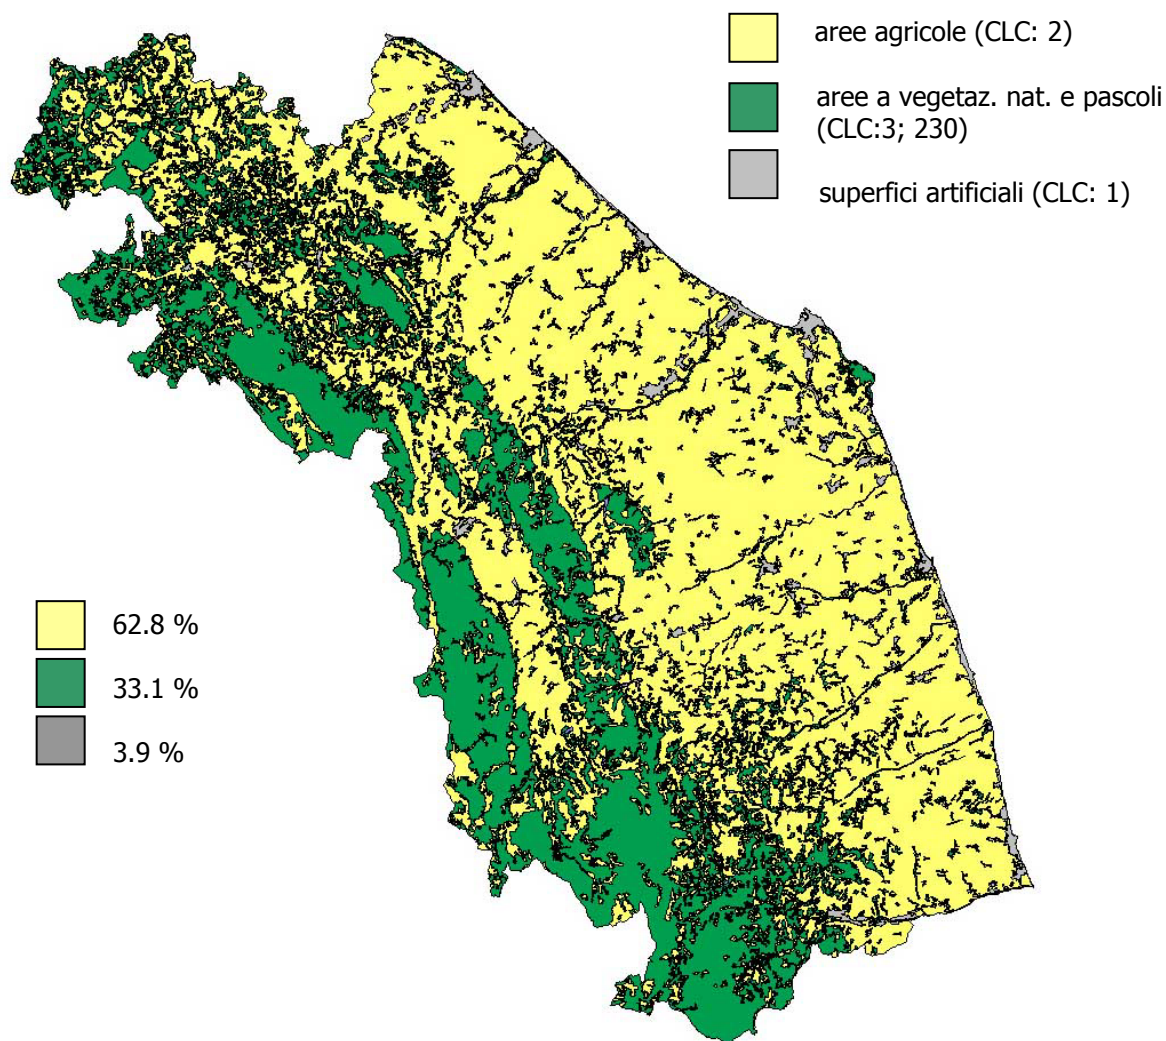 aree agricole (CLC: 2)
aree a vegetaz. nat. e pascoli
(CLC:3; 230)
superfici artificiali (CLC: 1)
62.8 %
33.1 %
3.9 %